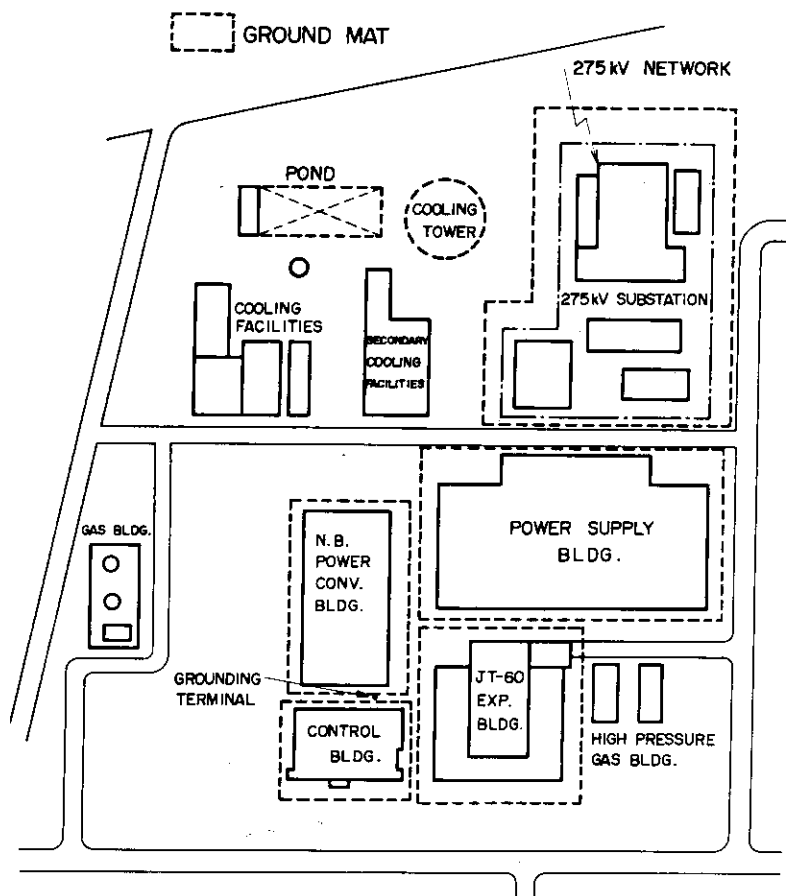 GROUND MAT
275kV NETWORK
POND
COOLING
TOWER
COOLING
FACILITIES
275kV SUBSTATION
SECONDARY
COOLING
FACILITIES
GAS BLDG.
N.B.
POWER
CONV.
BLDG.
POWER SUPPLY
BLDG.
GROUNDING
TERMINAL
JT-60
EXP.
BLDG.
CONTROL
BLDG.
HIGH PRESSURE
GAS BLDG.